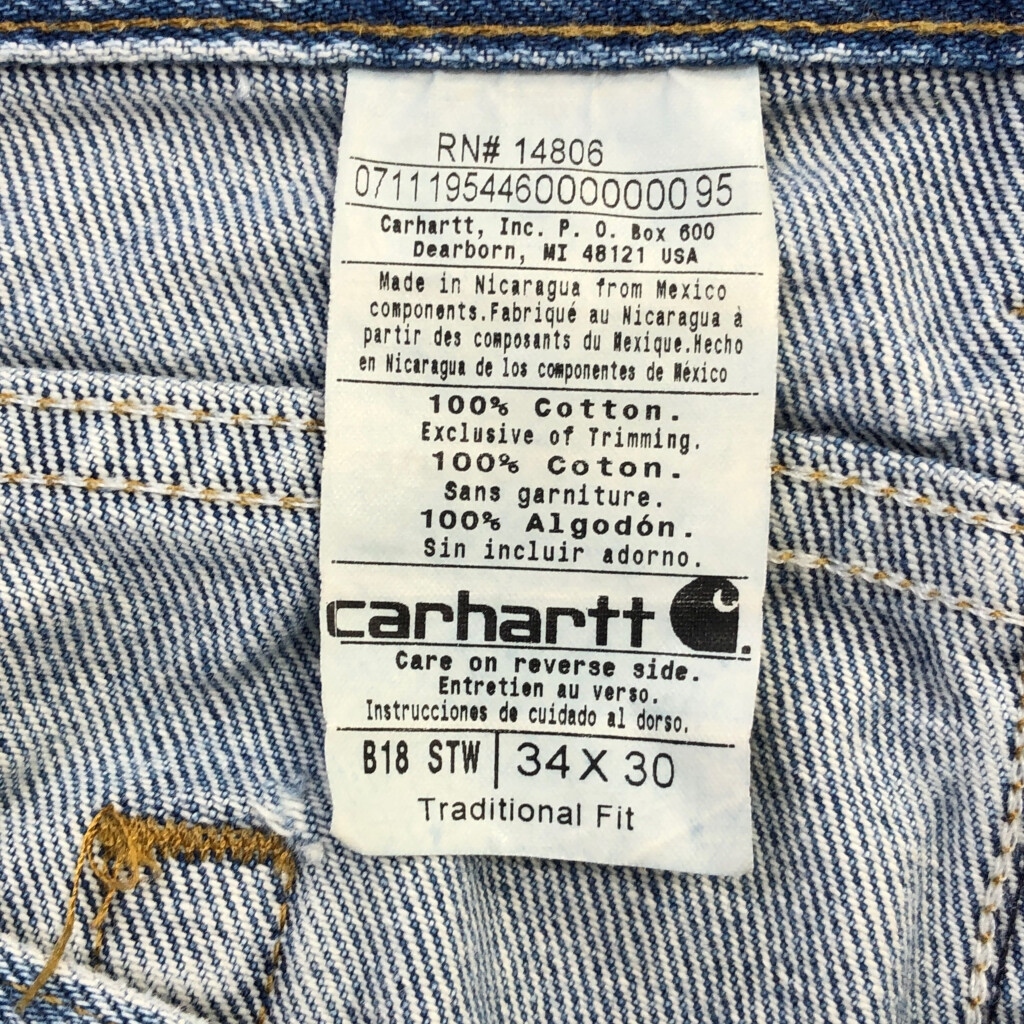 RN# 14806
071119544600000000 95
Carhartt, Inc. P. O. Box 600
Dearborn, MI 48121 USA
Made in Nicaragua from Mexico
components.Fabriqué au Nicaragua à
partir des composants du Mexique.Hecho
en Nicaragua de los componentes de México
100% Cotton.
Exclusive of Trimming.
100% Coton.
Sans garniture.
100% Algodón.
Sin incluir adorno.
carhartt
Care on reverse side.
Entretien au verso.
Instrucciones de cuidado al dorso.
B18 STW 34 X 30
Traditional Fit